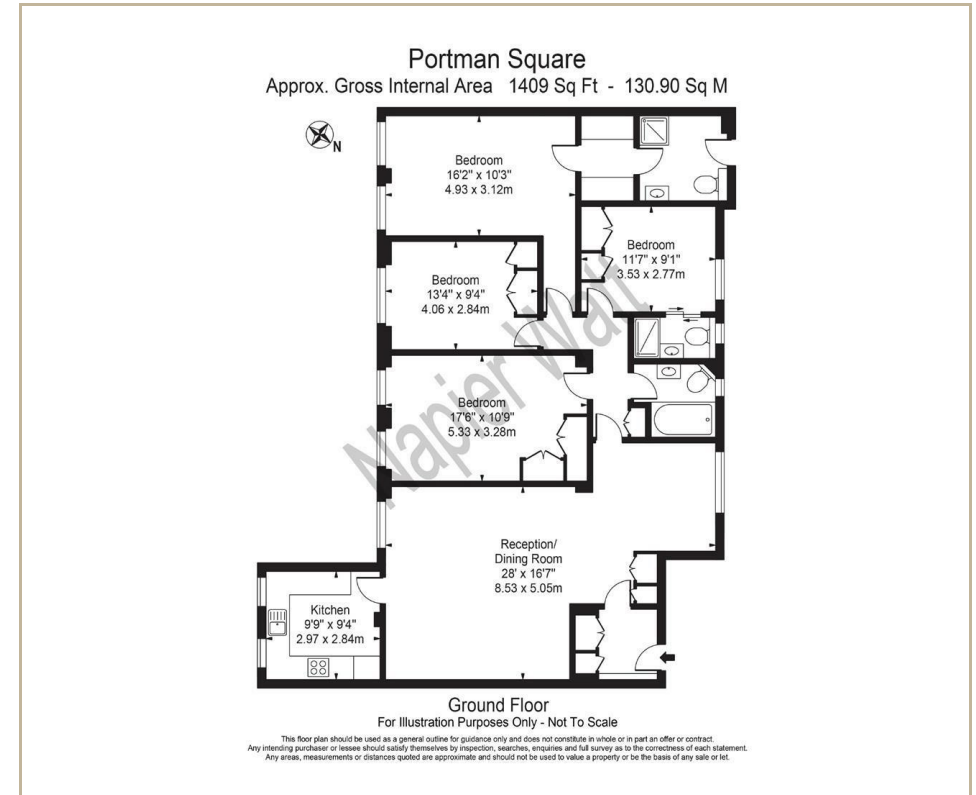 Portman Square
Approx. Gross Internal Area 1409 Sq Ft - 130.90 Sq M
N
Bedroom
16'2" x 10'3"
4.93 x 3.12m
Bedroom
11'7" x 9'1"
3.53 x 2.77m
Bedroom
13'4" x 9'4"
4.06 x 2.84m
Bedroom
17'6" x 10'9"
5.33 x 3.28m
Napier Watt
Reception/
Dining Room
28' x 16'7"
8.53 x 5.05m
Kitchen
9'9" x 9'4"
2.97 x 2.84m
Ground Floor
For Illustration Purposes Only - Not To Scale
This floor plan should be used as a general outline for guidance only and does not constitute in whole or in part an offer or contract.
Any intending purchaser or lessee should satisfy themselves by inspection, searches, enquiries and full survey as to the correctness of each statement.
Any areas, measurements or distances quoted are approximate and should not be used to value a property or be the basis of any sale or let.